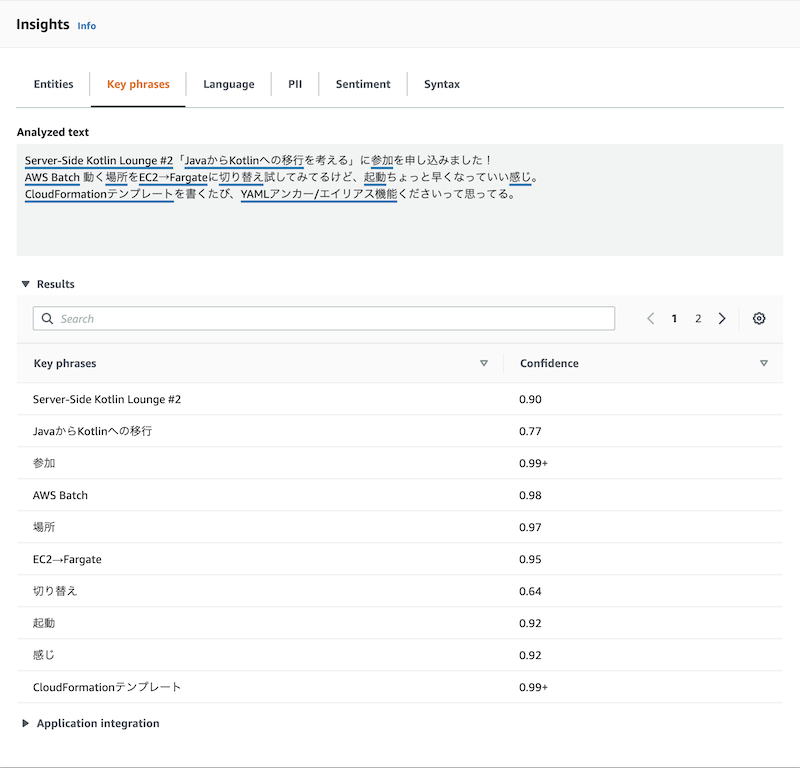 Insights Info
Entities Key phrases Language PII Sentiment Syntax
Analyzed text
Server-Side Kotlin Lounge #2「JavaからKotlinへの移行を考える」に参加を申し込みました！
AWS Batch 動く場所をEC2→Fargateに切り替え試してみてるけど、起動ちょっと早くなっていい感じ。
CloudFormationテンプレートを書くたび、YAMLアンカー/エイリアス機能くださいって思ってる。
Results
Search 1 2
Key phrases Confidence
Server-Side Kotlin Lounge #2 0.90
JavaからKotlinへの移行 0.77
参加 0.99+
AWS Batch 0.98
場所 0.97
EC2→Fargate 0.95
切り替え 0.64
起動 0.92
感じ 0.92
CloudFormationテンプレート 0.99+
Application integration